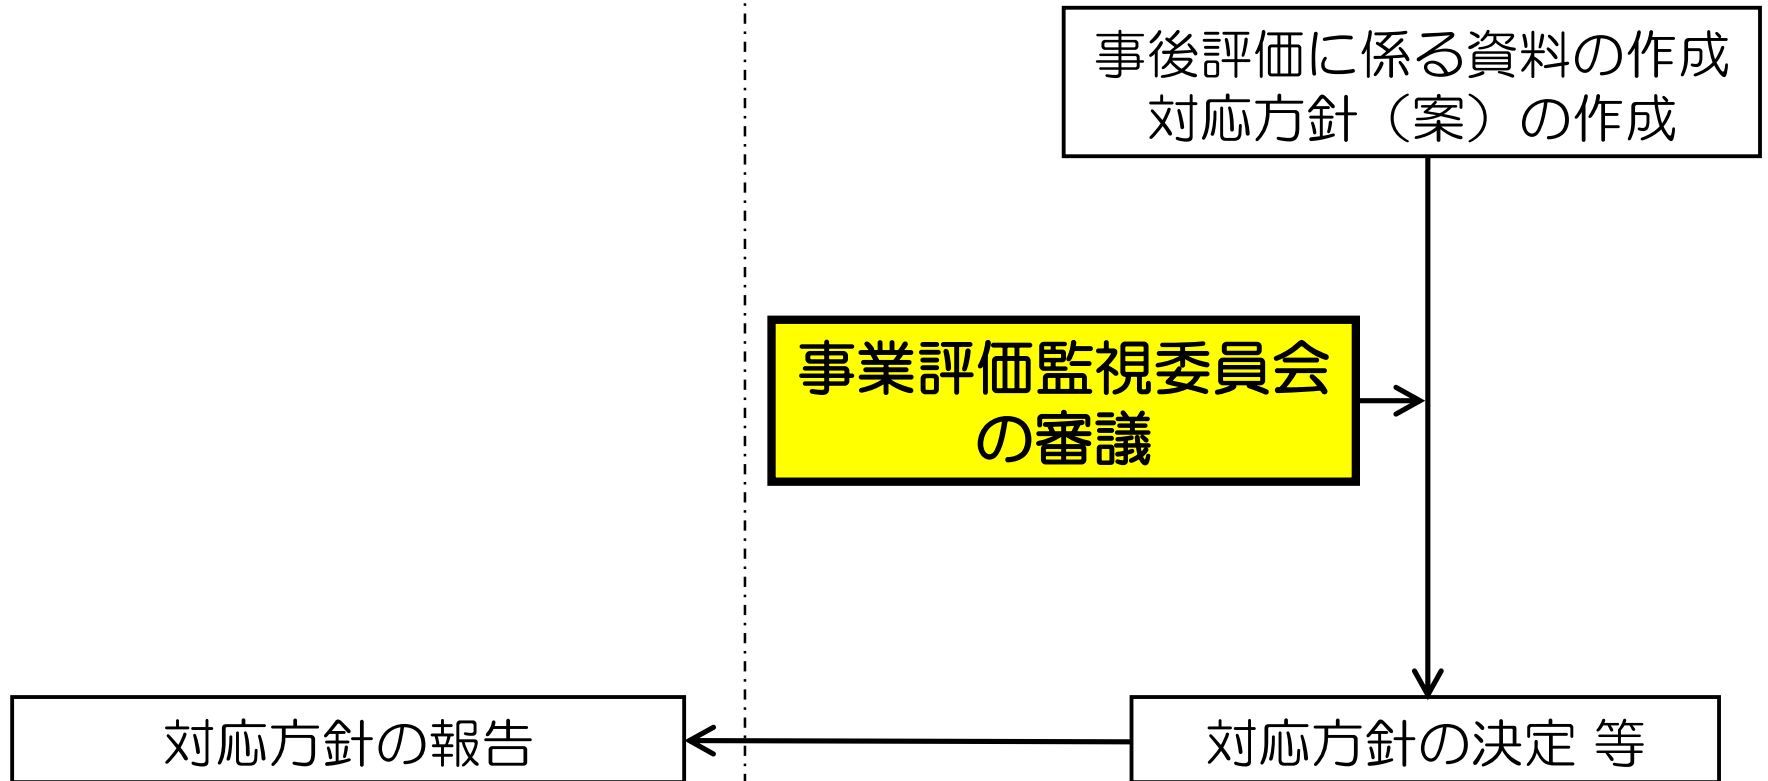 事後評価に係る資料の作成
対応方針（案）の作成
事業評価監視委員会
の審議
対応方針の報告
対応方針の決定 等